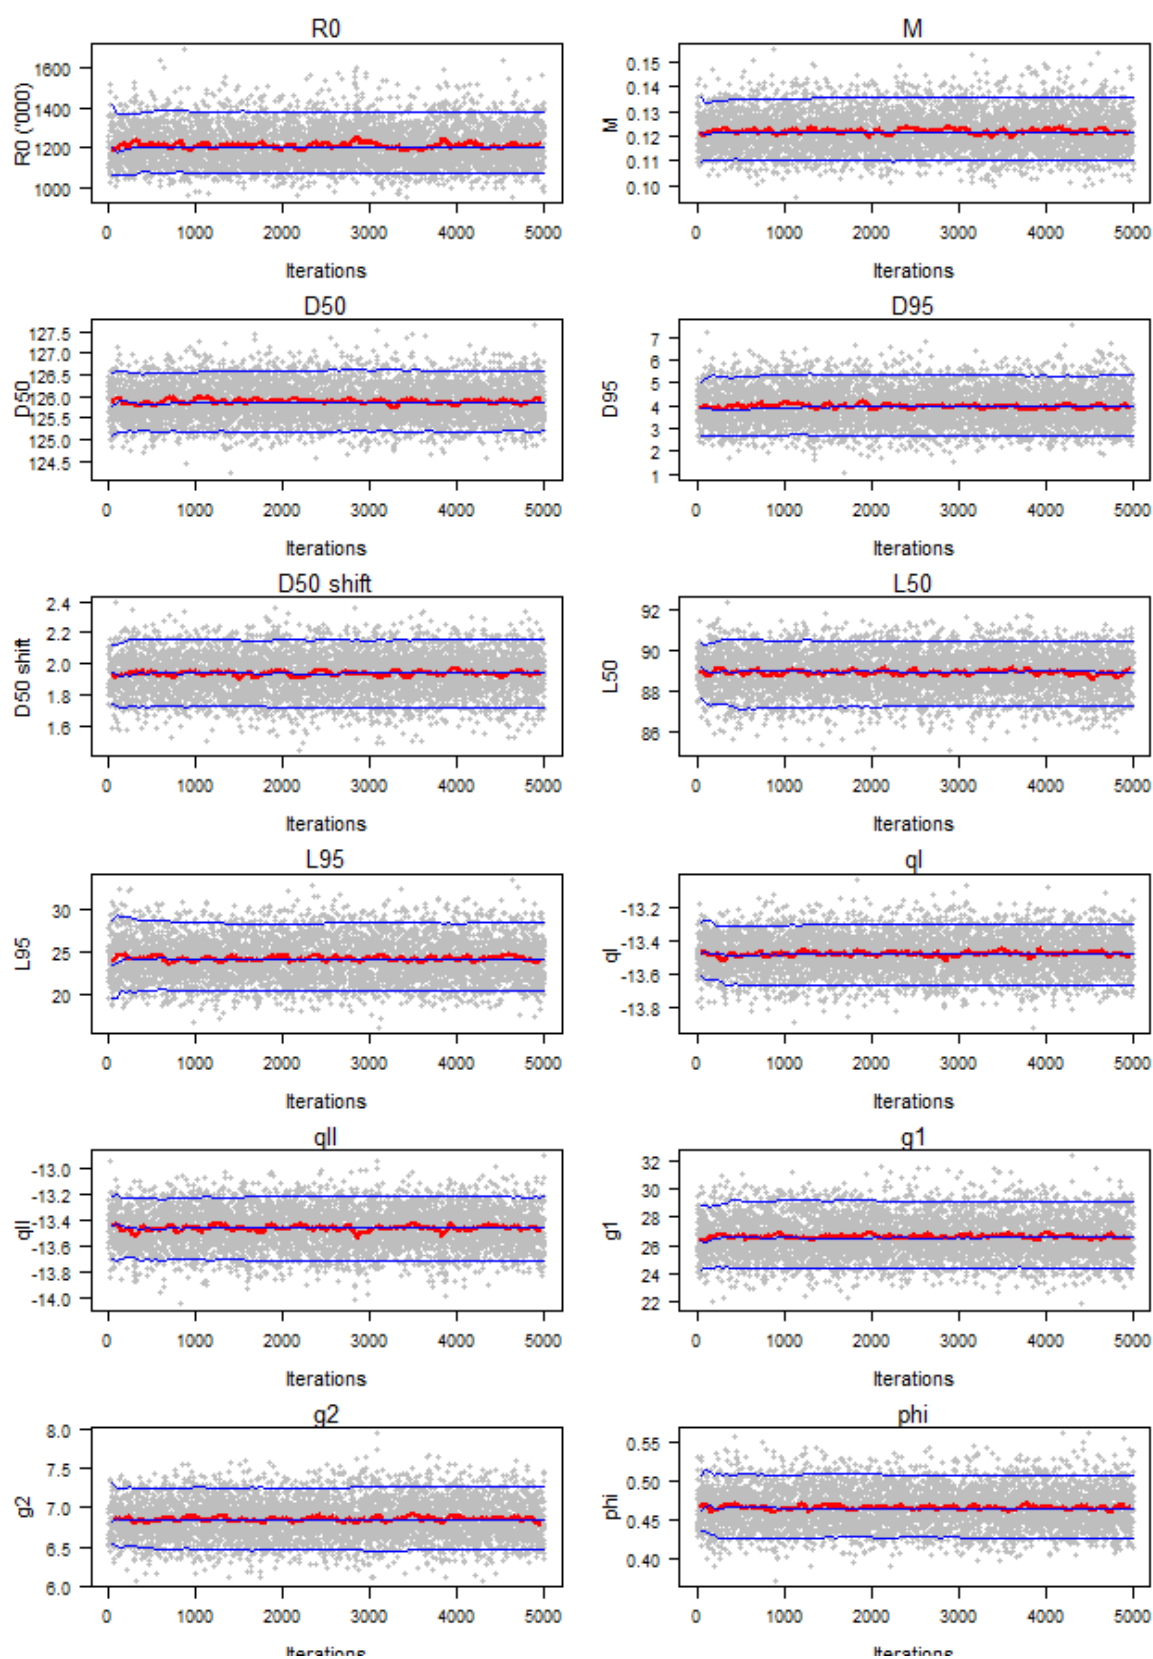 R0
R0 ('000)
1600
1400
1200
1000
0 1000 2000 3000 4000 5000
Iterations
M
M
0.15
0.14
0.13
0.12
0.11
0.10
0 1000 2000 3000 4000 5000
Iterations
D50
D50
127.5
127.0
126.5
126.0
125.5
125.0
124.5
0 1000 2000 3000 4000 5000
Iterations
D95
D95
7
6
5
4
3
2
1
0 1000 2000 3000 4000 5000
Iterations
D50 shift
D50 shift
2.4
2.2
2.0
1.8
1.6
0 1000 2000 3000 4000 5000
Iterations
L50
L50
92
90
88
86
0 1000 2000 3000 4000 5000
Iterations
L95
L95
30
25
20
0 1000 2000 3000 4000 5000
Iterations
qI
qI
-13.2
-13.4
-13.6
-13.8
0 1000 2000 3000 4000 5000
Iterations
qII
qII
-13.0
-13.2
-13.4
-13.6
-13.8
-14.0
0 1000 2000 3000 4000 5000
Iterations
g1
g1
32
30
28
26
24
22
0 1000 2000 3000 4000 5000
Iterations
g2
g2
8.0
7.5
7.0
6.5
6.0
0 1000 2000 3000 4000 5000
Iterations
phi
phi
0.55
0.50
0.45
0.40
0 1000 2000 3000 4000 5000
Iterations